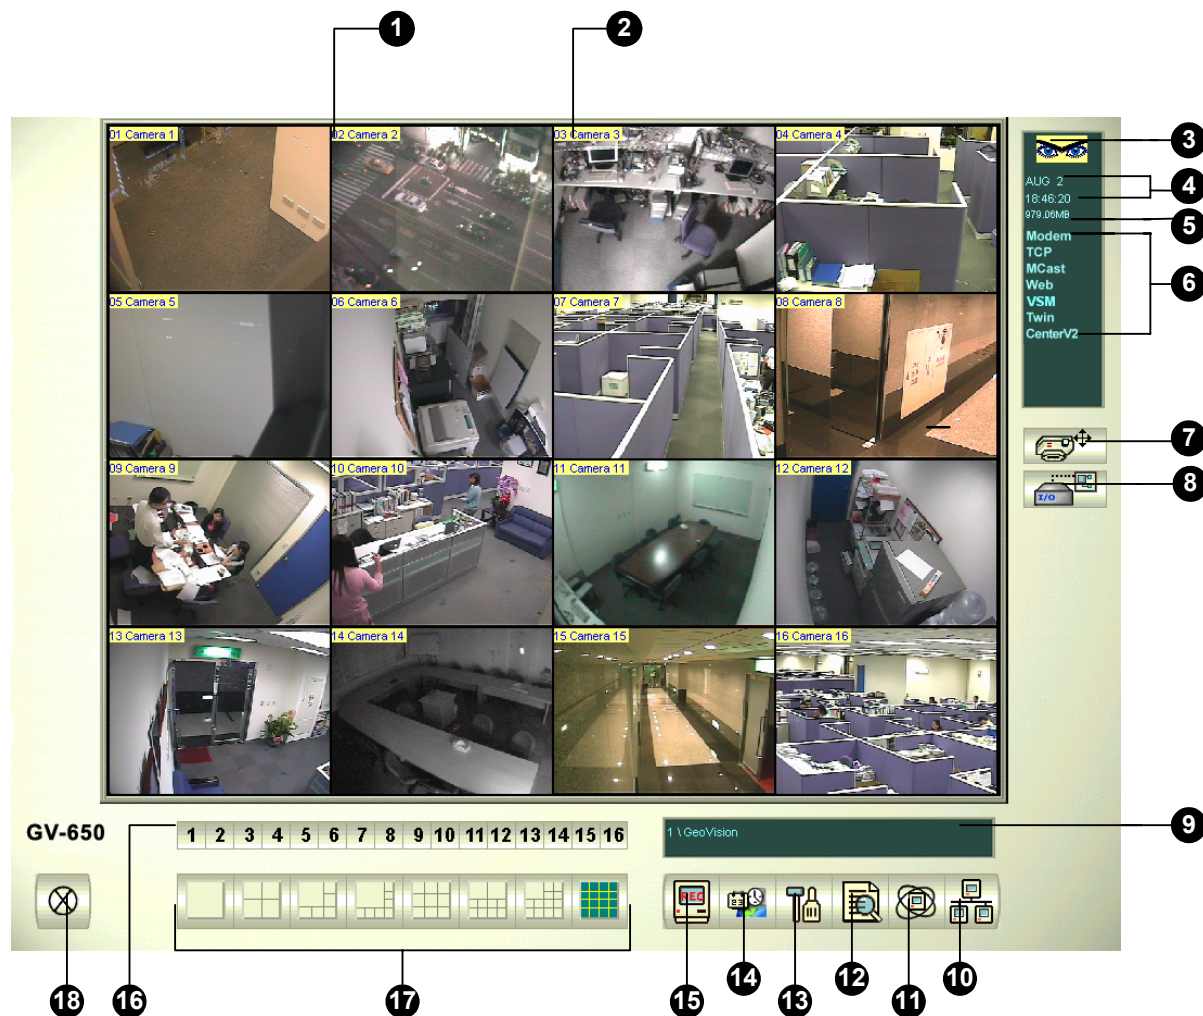 1
2
01 Camera 1
02 Camera 2
03 Camera 3
04 Camera 4
3
AUG 2
4
18:46:20
979.06MB
5
Modem
TCP
MCast
Web
VSM
Twin
CenterV2
6
05 Camera 5
06 Camera 6
07 Camera 7
08 Camera 8
7
I/O
8
09 Camera 9
10 Camera 10
11 Camera 11
12 Camera 12
13 Camera 13
14 Camera 14
15 Camera 15
16 Camera 16
GV-650
1 2 3 4 5 6 7 8 9 10 11 12 13 14 15 16
1 \ GeoVision
9
REC
18
16
17
15
14
13
12
11
10